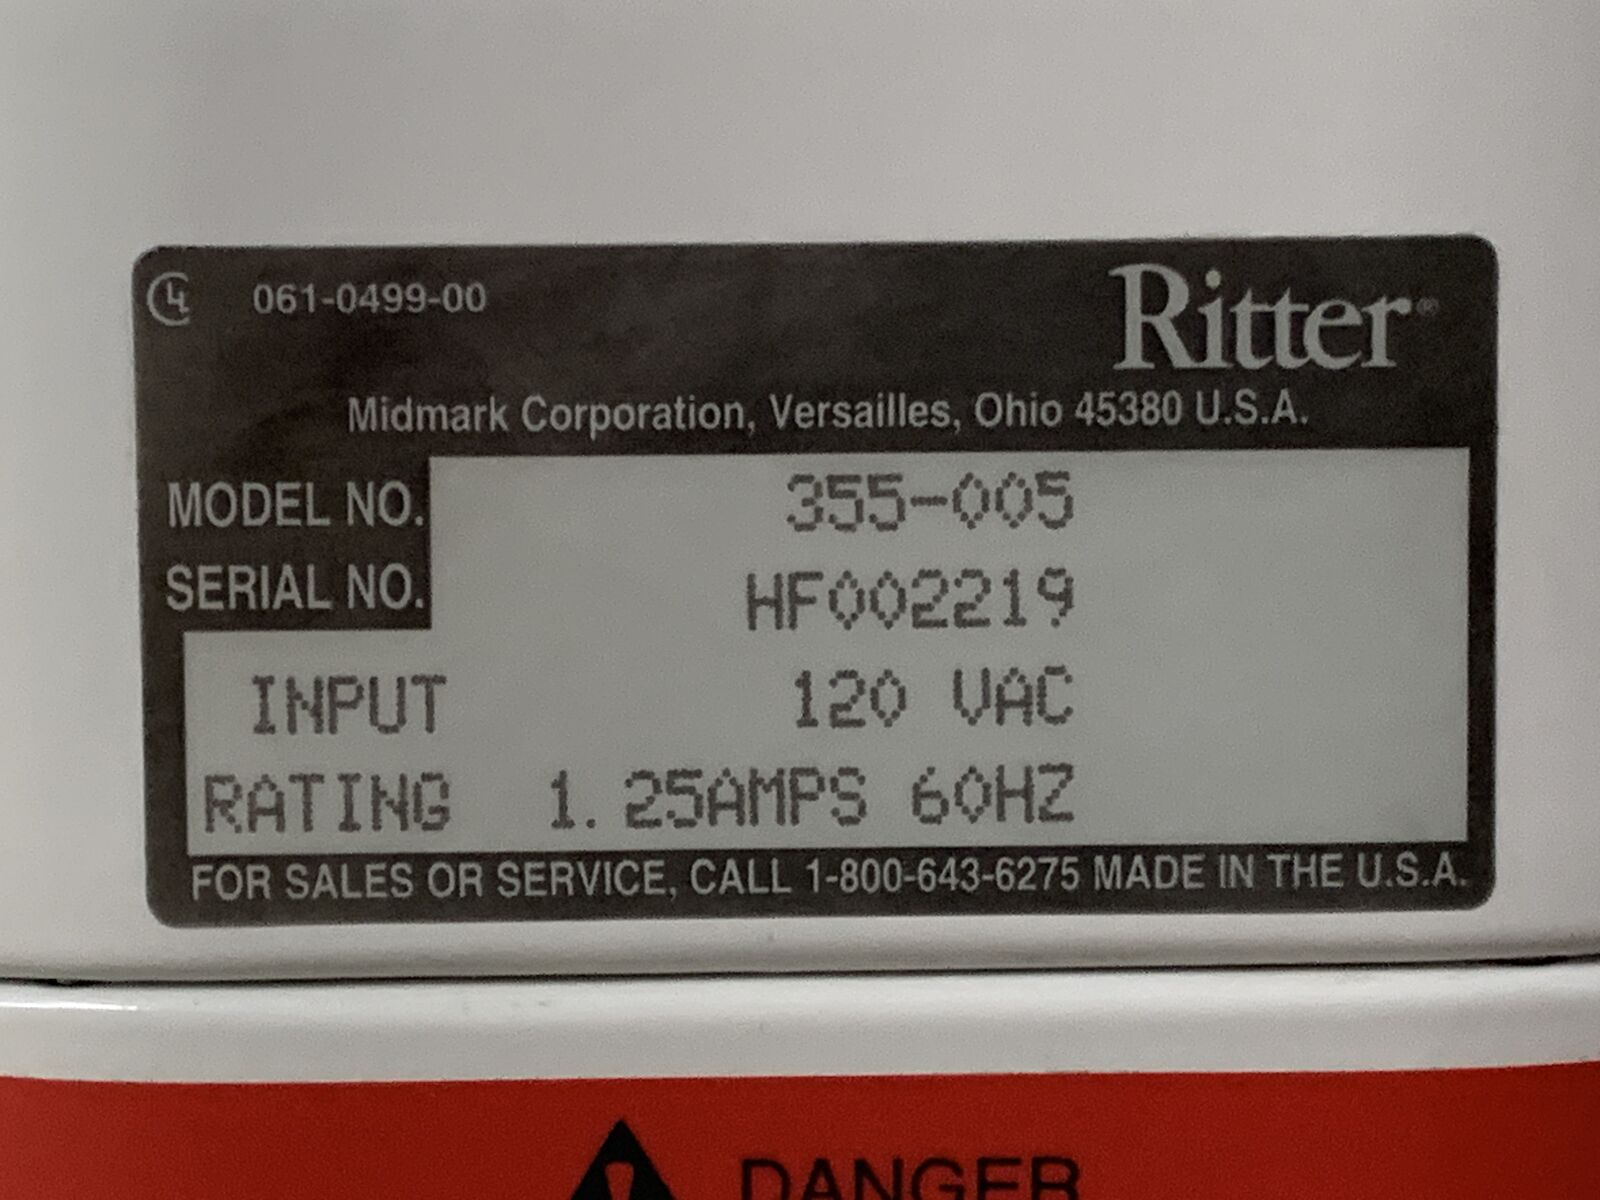 061-0499-00
Ritter®
Midmark Corporation, Versailles, Ohio 45380 U.S.A.
MODEL NO. 355-005
SERIAL NO. HF002219
INPUT 120 VAC
RATING 1.25AMPS 60HZ
FOR SALES OR SERVICE, CALL 1-800-643-6275 MADE IN THE U.S.A.
DANGER